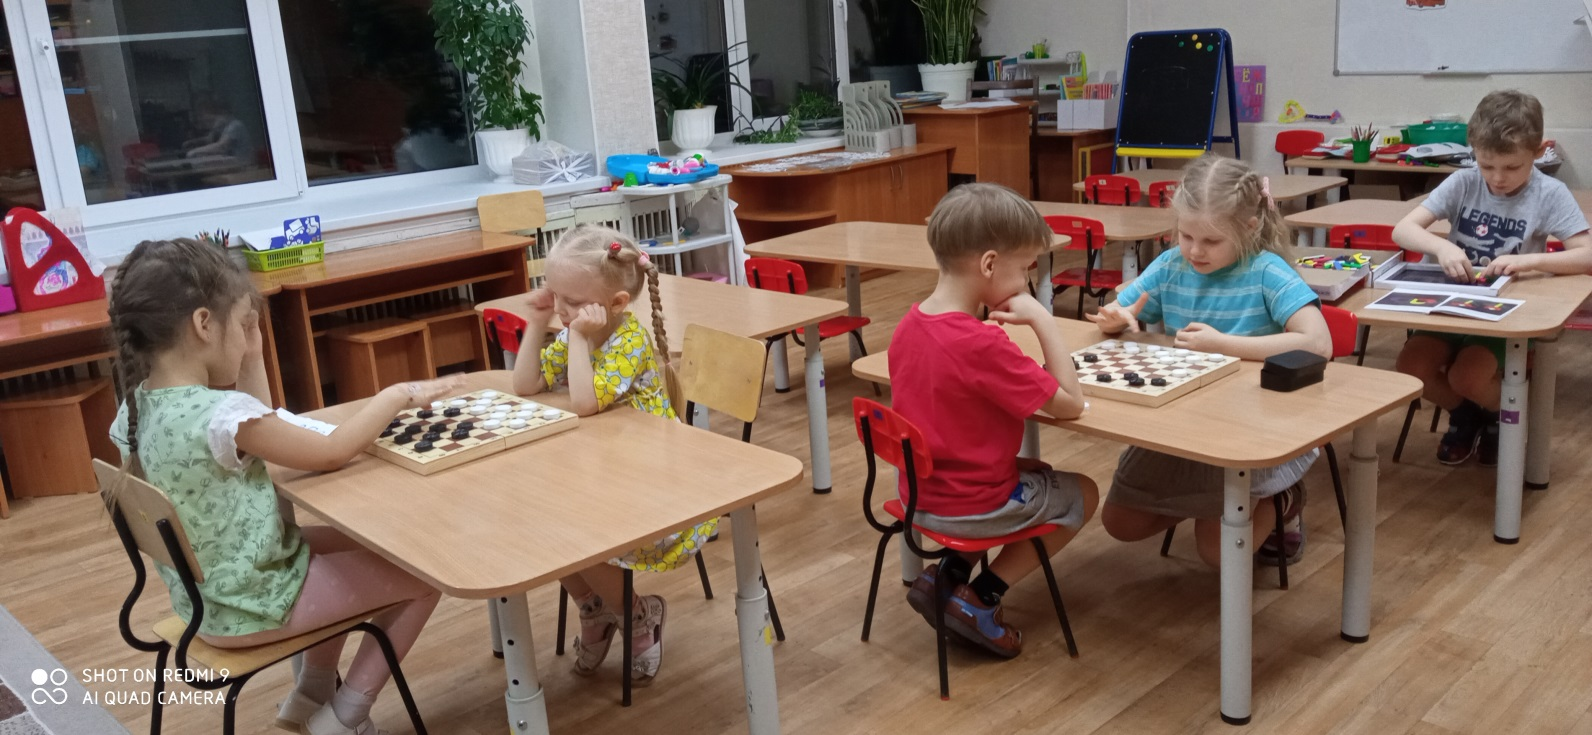 LEGENDS
SHOT ON REDMI 9
AI QUAD CAMERA